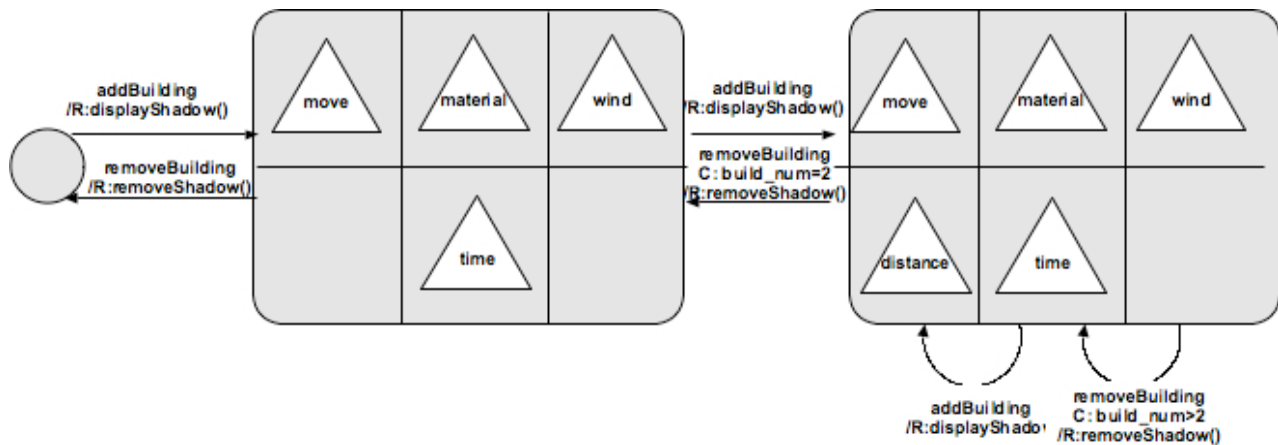 addBuilding
/R:displayShadow()
removeBuilding
/R:removeShadow()
move
material
wind
time
addBuilding
/R:displayShadow()
removeBuilding
C: build_num=2
/R:removeShadow()
move
material
wind
distance
time
addBuilding
/R:displayShadow
removeBuilding
C: build_num>2
/R:removeShadow()